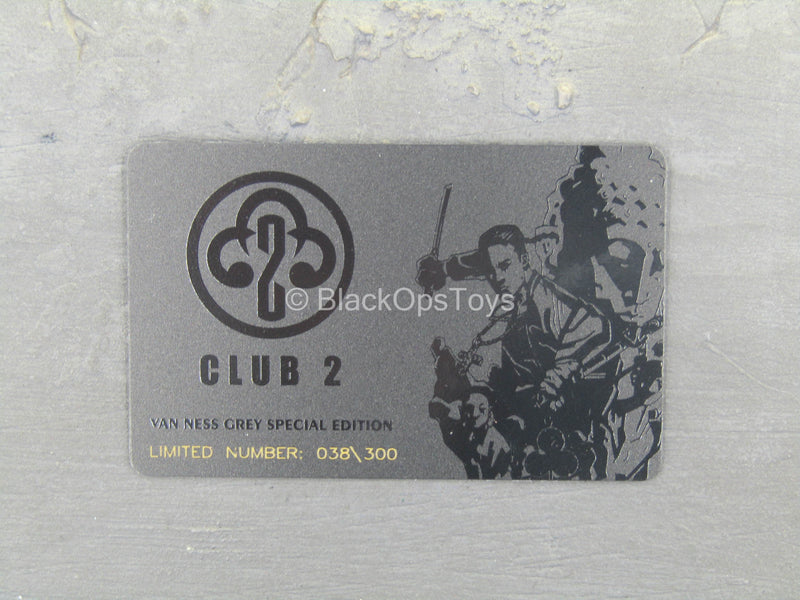 2
© BlackOpsToys
CLUB 2
VAN NESS GREY SPECIAL EDITION
LIMITED NUMBER: 038\300